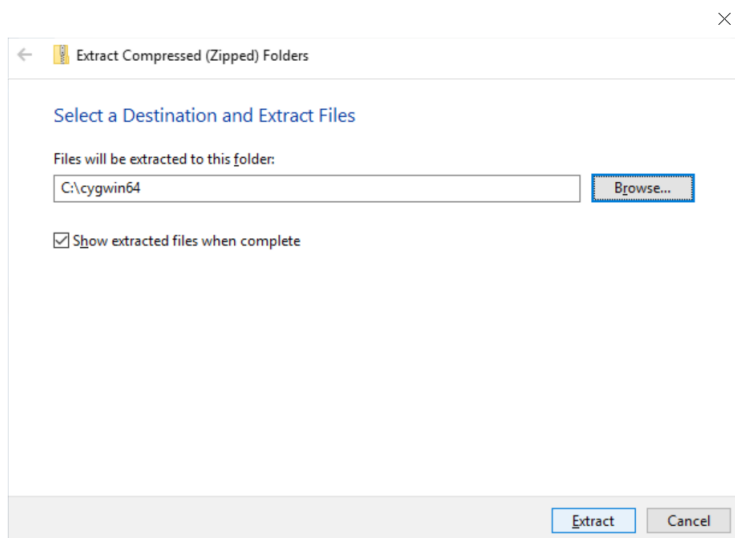 Extract Compressed (Zipped) Folders
Select a Destination and Extract Files
Files will be extracted to this folder:
C:\cygwin64
Browse...
Show extracted files when complete
Extract
Cancel